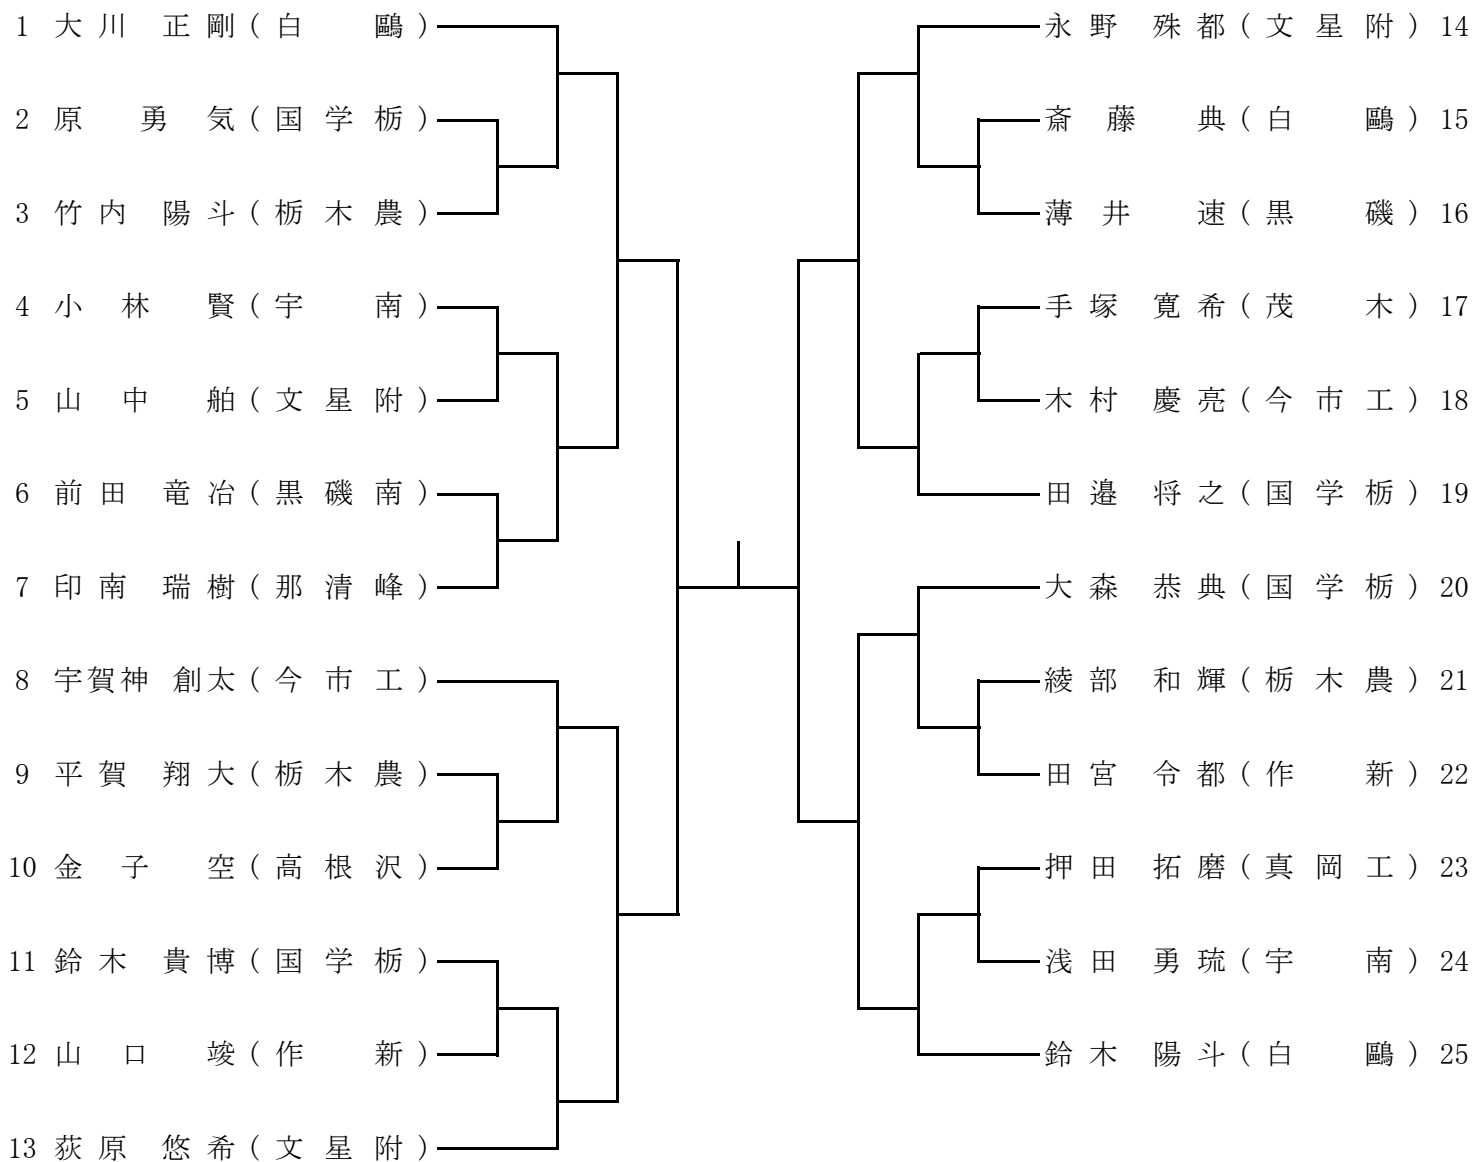 1 大川 正剛(白 鷗)
2 原 勇気(国学栃)
3 竹内 陽斗(栃木農)
4 小林 賢(宇 南)
5 山中 舶(文星附)
6 前田 竜冶(黒磯南)
7 印南 瑞樹(那清峰)
8 宇賀神 創太(今市工)
9 平賀 翔大(栃木農)
10 金子 空(高根沢)
11 鈴木 貴博(国学栃)
12 山口 竣(作 新)
13 荻原 悠希(文星附)
永野 殊都(文星附) 14
斎藤 典(白 鷗) 15
薄井 速(黒 磯) 16
手塚 寛希(茂 木) 17
木村 慶亮(今市工) 18
田邉 将之(国学栃) 19
大森 恭典(国学栃) 20
綾部 和輝(栃木農) 21
田宮 令都(作 新) 22
押田 拓磨(真岡工) 23
浅田 勇琉(宇 南) 24
鈴木 陽斗(白 鷗) 25